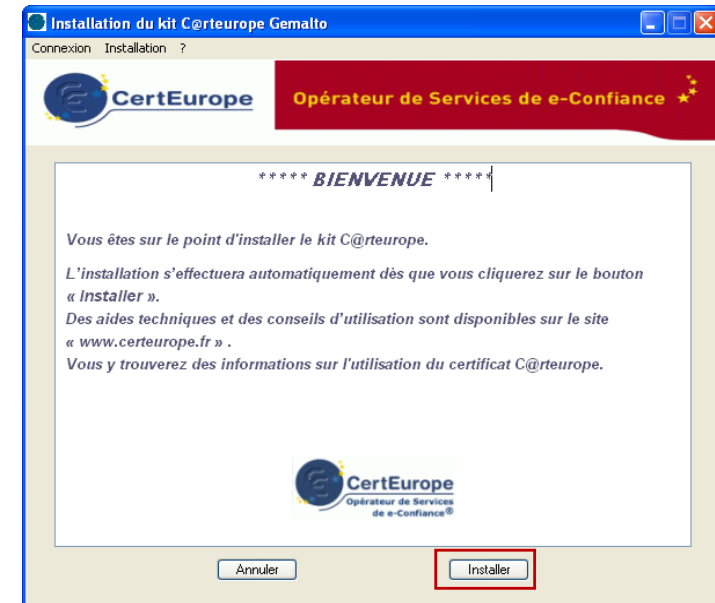 Installation du kit C@rteurope Gemalto
Connexion Installation ?
CertEurope
Opérateur de Services de e-Confiance
***** BIENVENUE *****
Vous êtes sur le point d'installer le kit C@rteurope.
L'installation s'effectuera automatiquement dès que vous cliquerez sur le bouton
« Installer ».
Des aides techniques et des conseils d'utilisation sont disponibles sur le site
« www.certeurope.fr » .
Vous y trouverez des informations sur l'utilisation du certificat C@rteurope.
CertEurope
Opérateur de Services
de e-Confiance®
Annuler
Installer